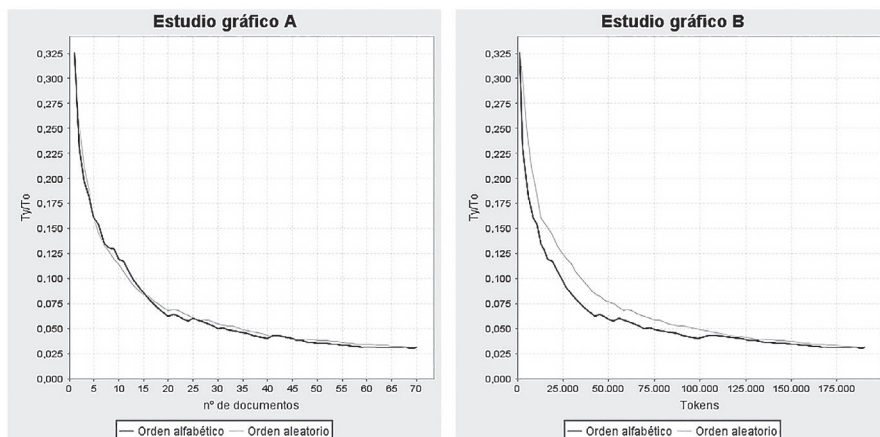 Estudio gráfico A
Ty/To
0,325
0,300
0,275
0,250
0,225
0,200
0,175
0,150
0,125
0,100
0,075
0,050
0,025
0,000
0 5 10 15 20 25 30 35 40 45 50 55 60 65 70
nº de documentos
Orden alfabético Orden aleatorio
Estudio gráfico B
Ty/To
0,325
0,300
0,275
0,250
0,225
0,200
0,175
0,150
0,125
0,100
0,075
0,050
0,025
0,000
0 25.000 50.000 75.000 100.000 125.000 150.000 175.000
Tokens
Orden alfabético Orden aleatorio